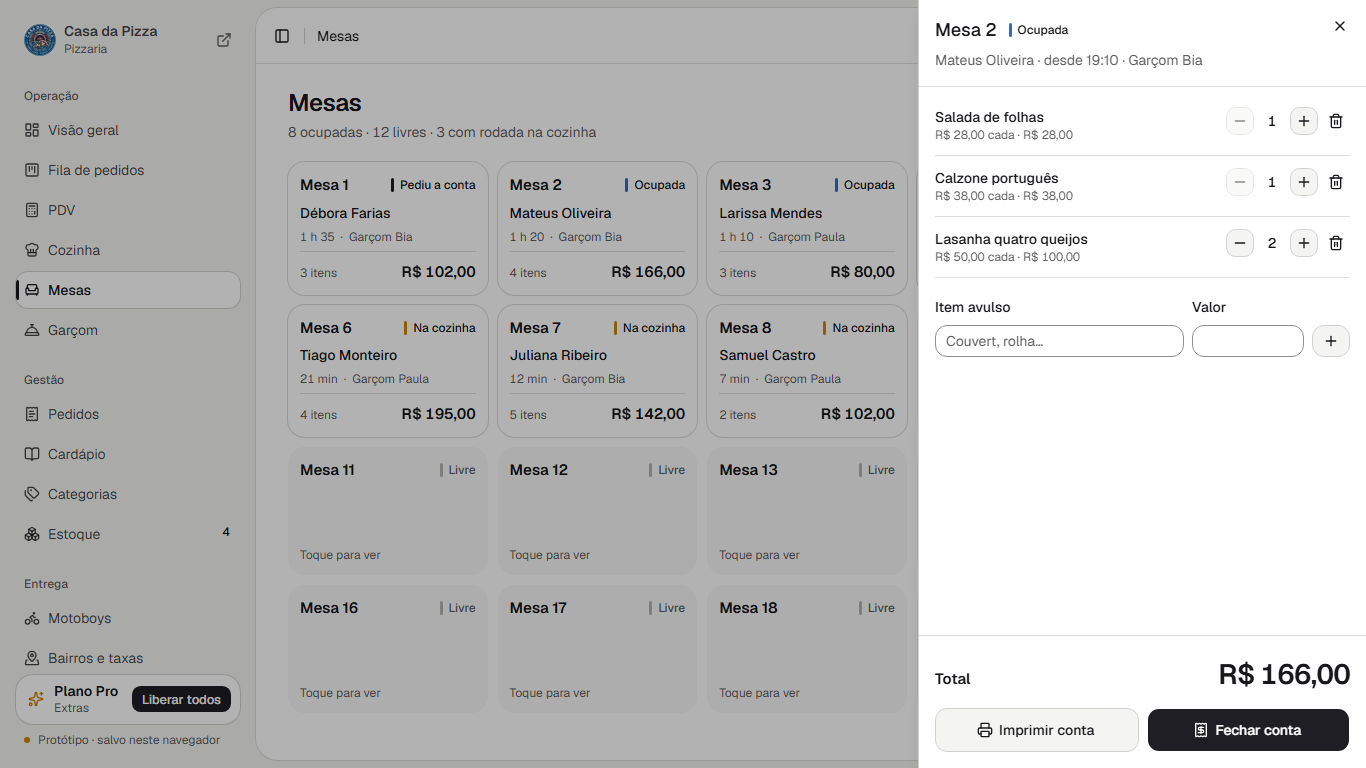 Casa da Pizza
Pizzaria
Operação
Visão geral
Fila de pedidos
PDV
Cozinha
Mesas
Garçom
Gestão
Pedidos
Cardápio
Categorias
Estoque 4
Entrega
Motoboys
Bairros e taxas
Plano Pro
Extras
Liberar todos
Protótipo · salvo neste navegador
Mesas
Mesas
8 ocupadas · 12 livres · 3 com rodada na cozinha
Mesa 1 Pediu a conta
Débora Farias
1 h 35 · Garçom Bia
3 itens R$ 102,00
Mesa 2 Ocupada
Mateus Oliveira
1 h 20 · Garçom Bia
4 itens R$ 166,00
Mesa 3 Ocupada
Larissa Mendes
1 h 10 · Garçom Paula
3 itens R$ 80,00
Mesa 6 Na cozinha
Tiago Monteiro
21 min · Garçom Paula
4 itens R$ 195,00
Mesa 7 Na cozinha
Juliana Ribeiro
12 min · Garçom Bia
5 itens R$ 142,00
Mesa 8 Na cozinha
Samuel Castro
7 min · Garçom Paula
2 itens R$ 102,00
Mesa 11 Livre
Toque para ver
Mesa 12 Livre
Toque para ver
Mesa 13 Livre
Toque para ver
Mesa 16 Livre
Toque para ver
Mesa 17 Livre
Toque para ver
Mesa 18 Livre
Toque para ver
Mesa 2 Ocupada
Mateus Oliveira · desde 19:10 · Garçom Bia
Salada de folhas
R$ 28,00 cada · R$ 28,00
1
Calzone português
R$ 38,00 cada · R$ 38,00
1
Lasanha quatro queijos
R$ 50,00 cada · R$ 100,00
2
Item avulso Valor
Couvert, rolha…
Total R$ 166,00
Imprimir conta Fechar conta